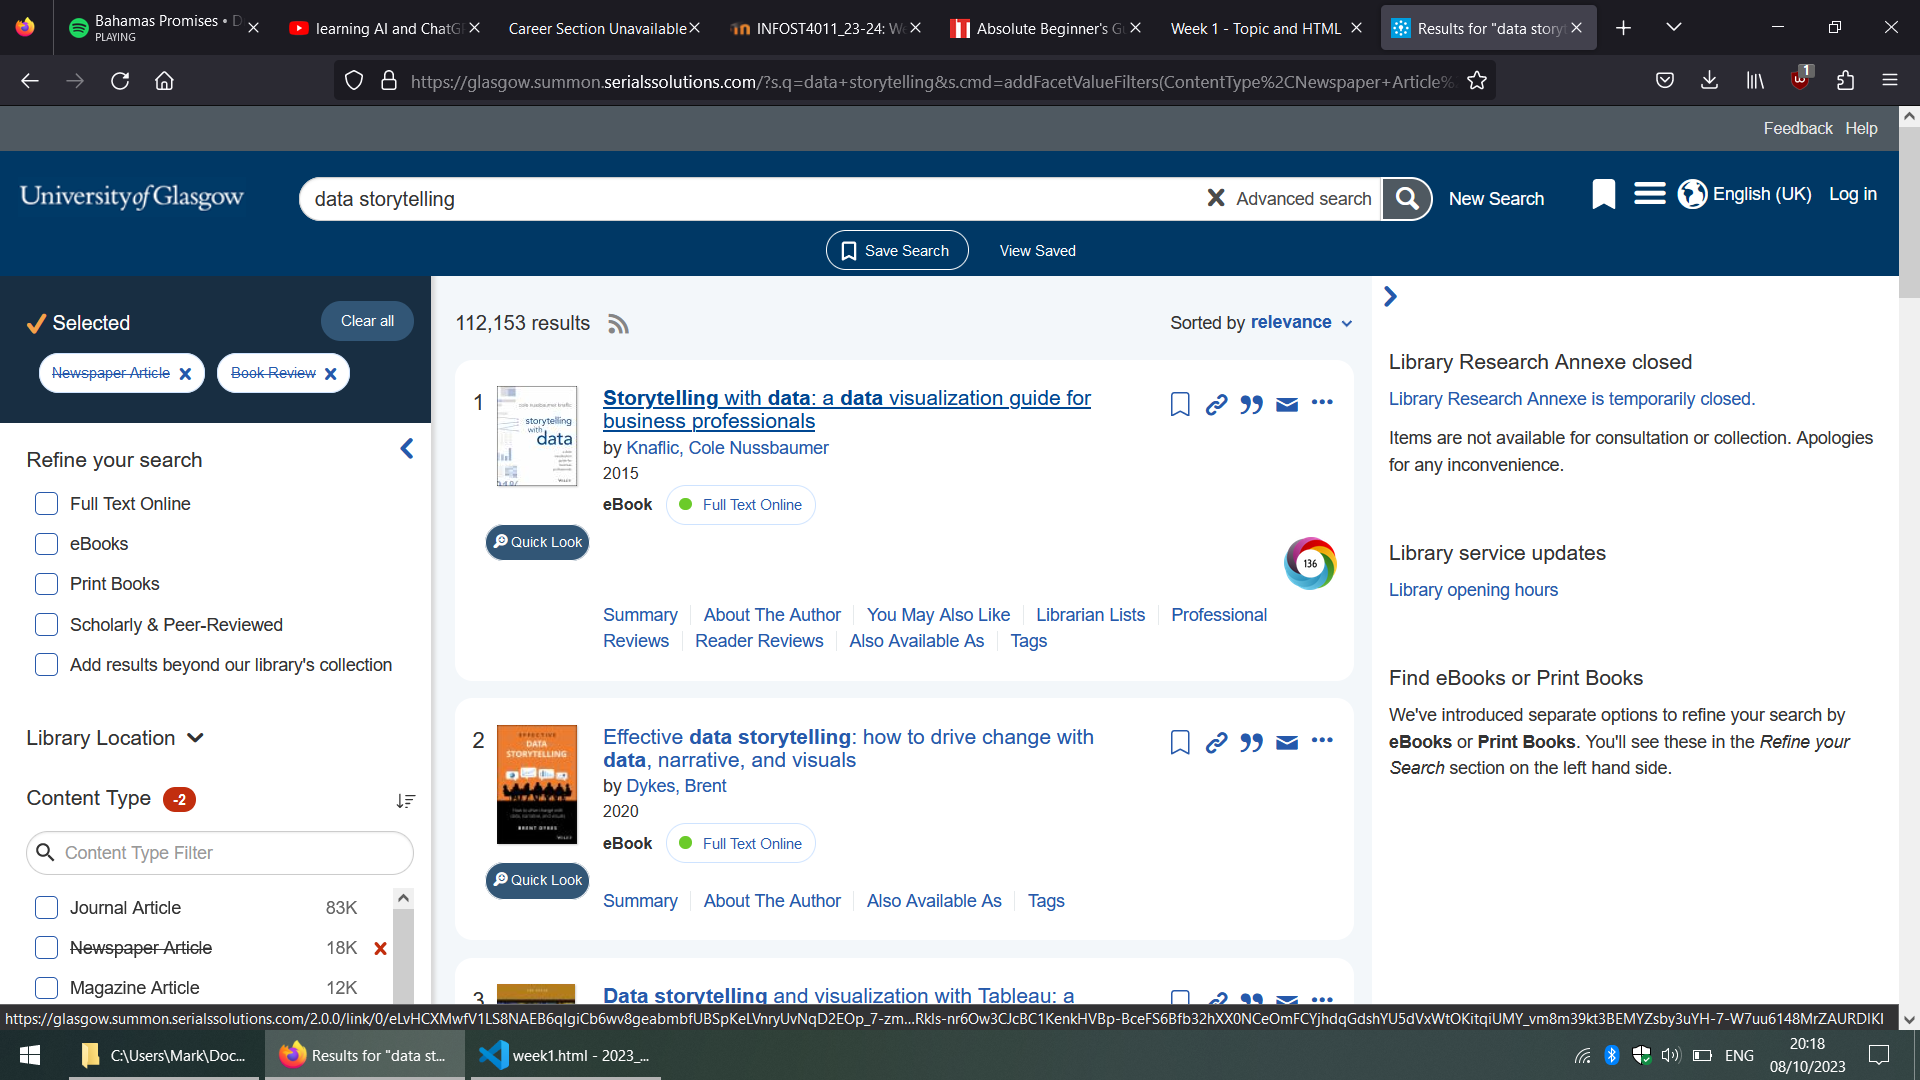 Bahamas Promises • D
PLAYING
learning AI and ChatG
Career Section Unavailable
INFOST4011_23-24: We
Absolute Beginner's G
Week 1 - Topic and HTML
Results for "data storyt
https://glasgow.summon.serialssolutions.com/?s.q=data+storytelling&s.cmd=addFacetValueFilters(ContentType%2CNewspaper+Article%
1
Feedback Help
University of Glasgow
data storytelling
Advanced search
New Search
English (UK)
Log in
Save Search
View Saved
Selected
Clear all
Newspaper Article
Book Review
Refine your search
Full Text Online
eBooks
Print Books
Scholarly & Peer-Reviewed
Add results beyond our library's collection
Library Location
Content Type -2
Content Type Filter
Journal Article 83K
Newspaper Article 18K
Magazine Article 12K
112,153 results
Sorted by relevance
1
storytelling
with
data
Storytelling with data: a data visualization guide for
business professionals
by Knaflic, Cole Nussbaumer
2015
eBook Full Text Online
Quick Look
136
Summary About The Author You May Also Like Librarian Lists Professional
Reviews Reader Reviews Also Available As Tags
2
EFFECTIVE
DATA
STORYTELLING
BRENT DYKES
Effective data storytelling: how to drive change with
data, narrative, and visuals
by Dykes, Brent
2020
eBook Full Text Online
Quick Look
Summary About The Author Also Available As Tags
3
Data storytelling and visualization with Tableau: a
Library Research Annexe closed
Library Research Annexe is temporarily closed.
Items are not available for consultation or collection. Apologies
for any inconvenience.
Library service updates
Library opening hours
Find eBooks or Print Books
We've introduced separate options to refine your search by
eBooks or Print Books. You'll see these in the Refine your
Search section on the left hand side.
https://glasgow.summon.serialssolutions.com/2.0.0/link/0/eLvHCXMwfV1LS8NAEB6qIgiCb6wv8geabmbfUBSpKeLVnryUvNqD2EOp_7-zm...Rkls-nr6Ow3CJcBC1KenkHVBp-BceFS6Bfb32hXX0NCeOmFCYjhdqGdshYU5dVxWtOKitqiUMY_vm8m39kt3BEMYZsby3uYH-7-W7uu6148MrZAURDIKI
C:\Users\Mark\Doc...
Results for "data st...
week1.html - 2023_...
ENG
20:18
08/10/2023